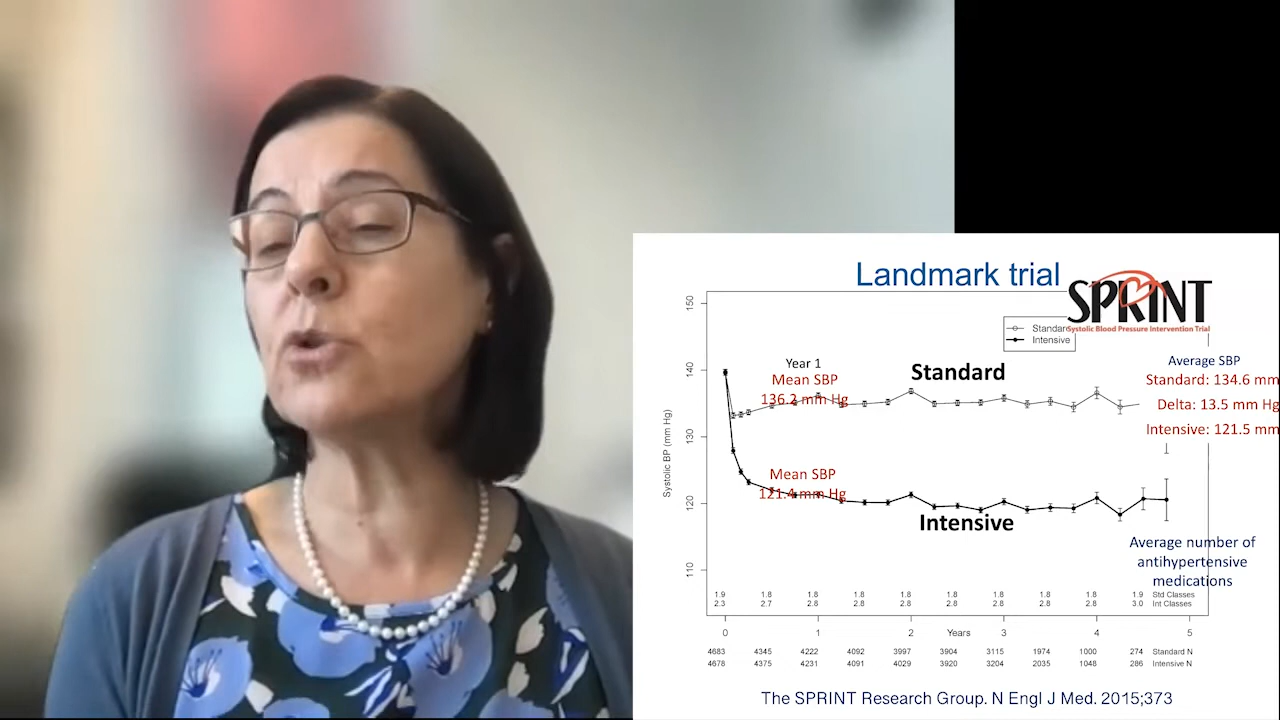 Landmark trial
SPRINT
Systolic Blood Pressure Intervention Trial
Standar
Intensive
150
140
130
120
110
Systolic BP (mm Hg)
Year 1
Mean SBP
136.2 mm Hg
Standard
Average SBP
Standard: 134.6 mm
Delta: 13.5 mm Hg
Intensive: 121.5 mm
Mean SBP
121.4 mm Hg
Intensive
Average number of
antihypertensive
medications
1.9 1.8 1.8 1.8 1.8 1.8 1.8 1.8 1.8 1.9 Std Classes
2.3 2.7 2.8 2.8 2.8 2.8 2.8 2.8 2.8 3.0 Int Classes
0 1 2 Years 3 4 5
4683 4345 4222 4092 3997 3904 3115 1974 1000 274 Standard N
4678 4375 4231 4091 4029 3920 3204 2035 1048 286 Intensive N
The SPRINT Research Group. N Engl J Med. 2015;373